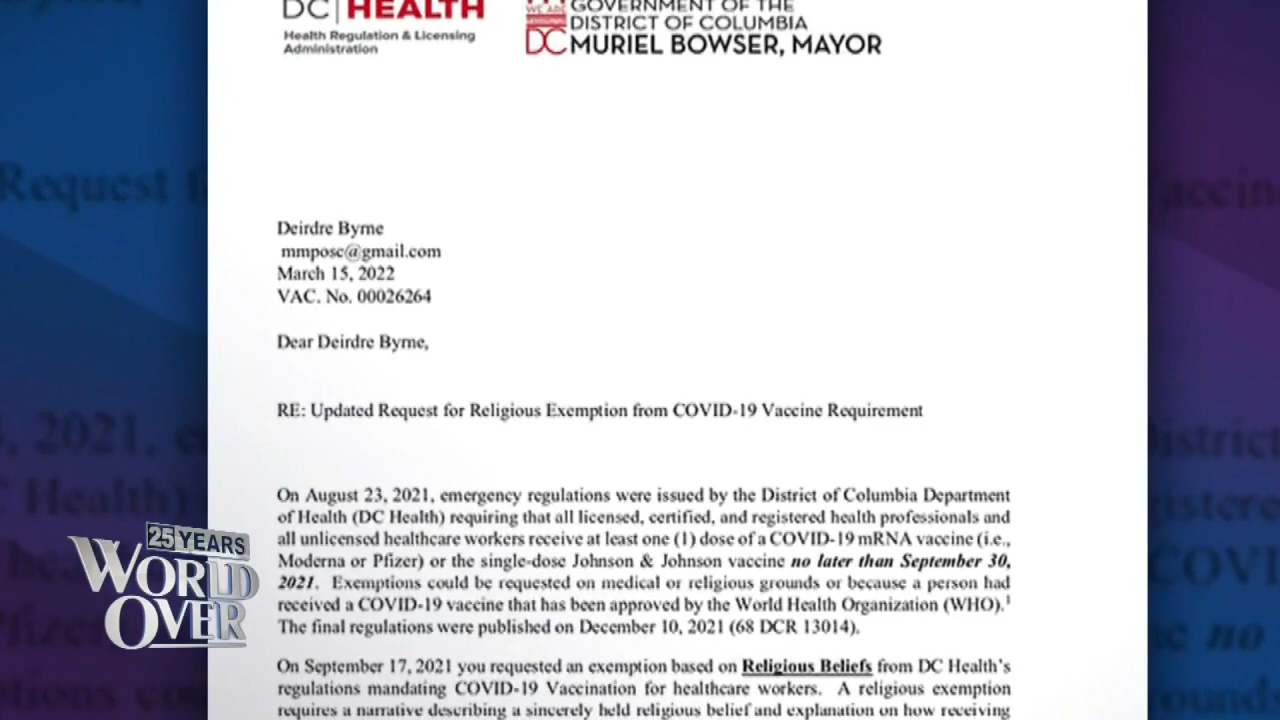 DC HEALTH
Health Regulation & Licensing
Administration
WE ARE
GOVERNMENT OF THE
DISTRICT OF COLUMBIA
DC MURIEL BOWSER, MAYOR
Deirdre Byrne
mmposc@gmail.com
March 15, 2022
VAC. No. 00026264
Dear Deirdre Byrne,
RE: Updated Request for Religious Exemption from COVID-19 Vaccine Requirement
On August 23, 2021, emergency regulations were issued by the District of Columbia Department
of Health (DC Health) requiring that all licensed, certified, and registered health professionals and
all unlicensed healthcare workers receive at least one (1) dose of a COVID-19 mRNA vaccine (i.e.,
Moderna or Pfizer) or the single-dose Johnson & Johnson vaccine no later than September 30,
2021. Exemptions could be requested on medical or religious grounds or because a person had
received a COVID-19 vaccine that has been approved by the World Health Organization (WHO).1
The final regulations were published on December 10, 2021 (68 DCR 13014).
On September 17, 2021 you requested an exemption based on Religious Beliefs from DC Health's
regulations mandating COVID-19 Vaccination for healthcare workers. A religious exemption
requires a narrative describing a sincerely held religious belief and explanation on how receiving
25 YEARS
WORLD
OVER